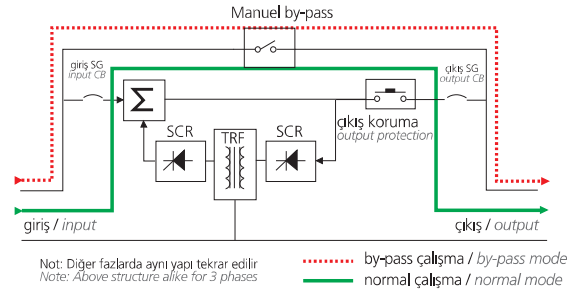 Manuel by-pass
giriş SG
input CB
çıkış SG
output CB
Σ
çıkış koruma
output protection
SCR
TRF
SCR
giriş / input
çıkış / output
Not: Diğer fazlarda aynı yapı tekrar edilir
Note: Above structure alike for 3 phases
by-pass çalışma / by-pass mode
normal çalışma / normal mode